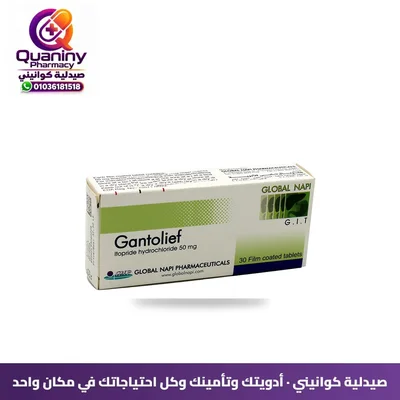 Quaniny
Pharmacy
صيدلية كوانيني
01036181518
GLOBAL NAPI
G.I.T
Gantolief
Itopride hydrochloride 50 mg
GLOBAL NAPI PHARMACEUTICALS
www.globalnapi.com
30 Film coated tablets
صيدلية كوانيني - أدويتك وتأمينك وكل احتياجاتك في مكان واحد